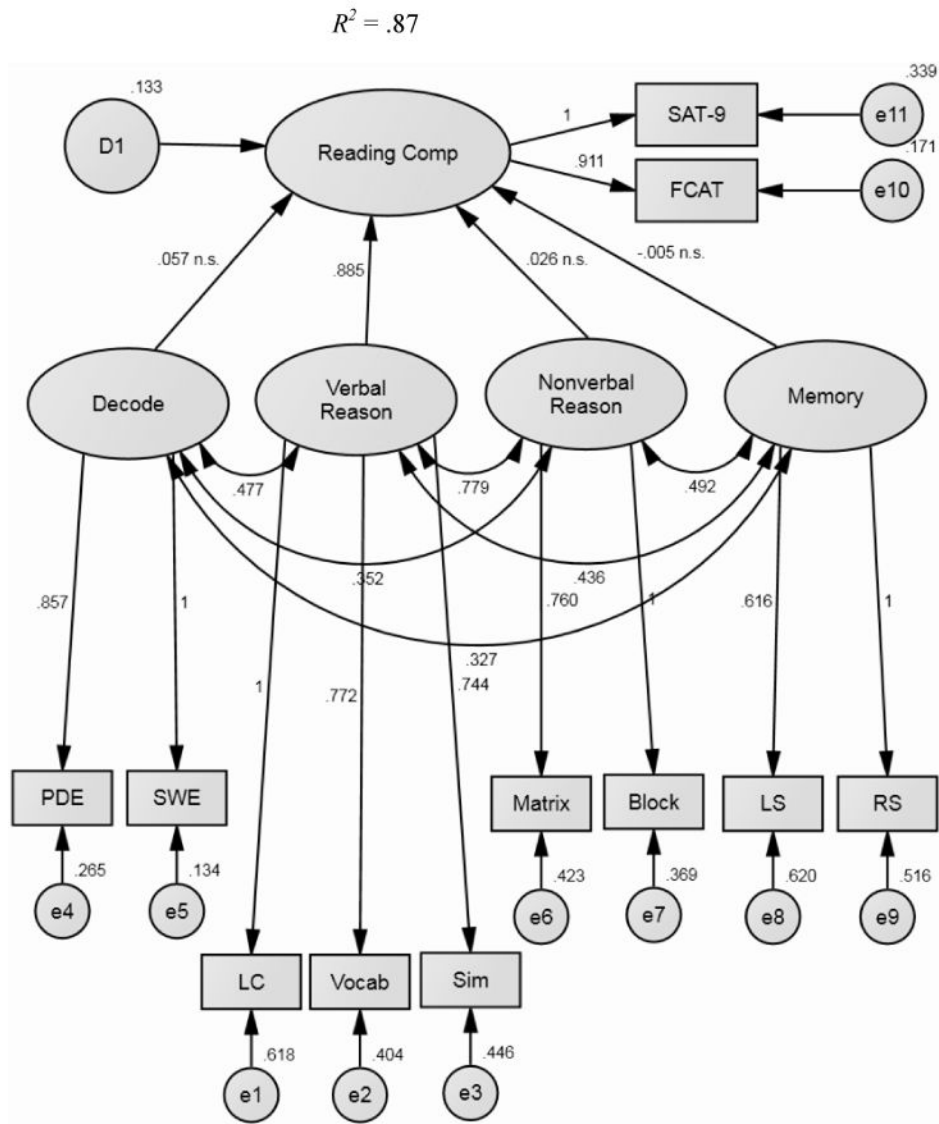 R² = .87
.133
.339
D1
Reading Comp
1
SAT-9
e11
.171
.911
FCAT
e10
.057 n.s.
.885
.026 n.s.
-.005 n.s.
Decode
Verbal
Reason
Nonverbal
Reason
Memory
.477
.779
.492
.352
.436
.857
1
.760
1
.616
1
.327
1
.772
.744
PDE
SWE
Matrix
Block
LS
RS
.265
.134
.423
.369
.620
.516
e4
e5
e6
e7
e8
e9
LC
Vocab
Sim
.618
.404
.446
e1
e2
e3